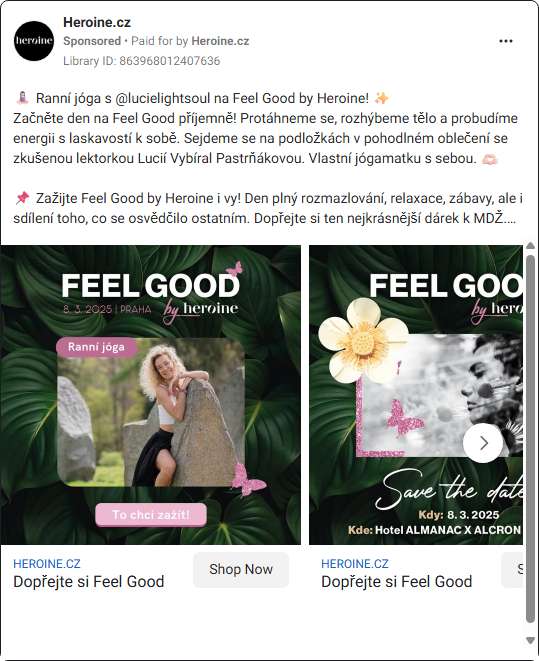 Heroine.cz
heroine
Sponsored • Paid for by Heroine.cz
Library ID: 863968012407636
Ranní jóga s @lucielightsoul na Feel Good by Heroine!
Začněte den na Feel Good příjemně! Protáhneme se, rozhýbeme tělo a probudíme
energii s laskavostí k sobě. Sejdeme se na podložkách v pohodlném oblečení se
zkušenou lektorkou Lucií Vybíral Pastrňákovou. Vlastní jógamatku s sebou.
Zažijte Feel Good by Heroine i vy! Den plný rozmazlování, relaxace, zábavy, ale i
sdílení toho, co se osvědčilo ostatním. Dopřejte si ten nejkrásnější dárek k MDŽ....
FEEL GOOD
8. 3. 2025 | PRAHA by heroine
Ranní jóga
To chci zažít!
HEROINE.CZ
Dopřejte si Feel Good
Shop Now
FEEL GOO
by hero
Save the date
Kdy: 8. 3. 2025
Kde: Hotel ALMANAC X ALCRON
HEROINE.CZ
Dopřejte si Feel Good
S